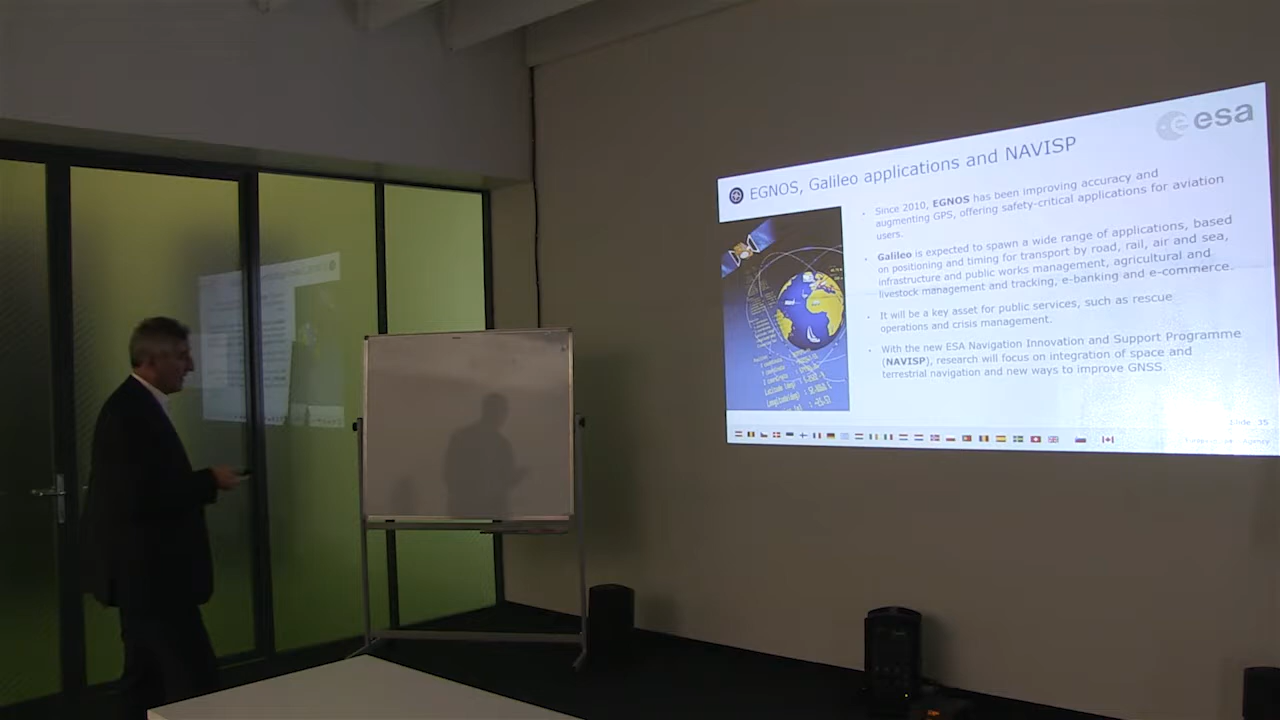 esa
EGNOS, Galileo applications and NAVISP
Since 2010, EGNOS has been improving accuracy and
augmenting GPS, offering safety-critical applications for aviation
users.
Galileo is expected to spawn a wide range of applications, based
on positioning and timing for transport by road, rail, air and sea,
infrastructure and public works management, agricultural and
livestock management and tracking, e-banking and e-commerce.
It will be a key asset for public services, such as rescue
operations and crisis management.
With the new ESA Navigation Innovation and Support Programme
(NAVISP), research will focus on integration of space and
terrestrial navigation and new ways to improve GNSS.
Slide 35